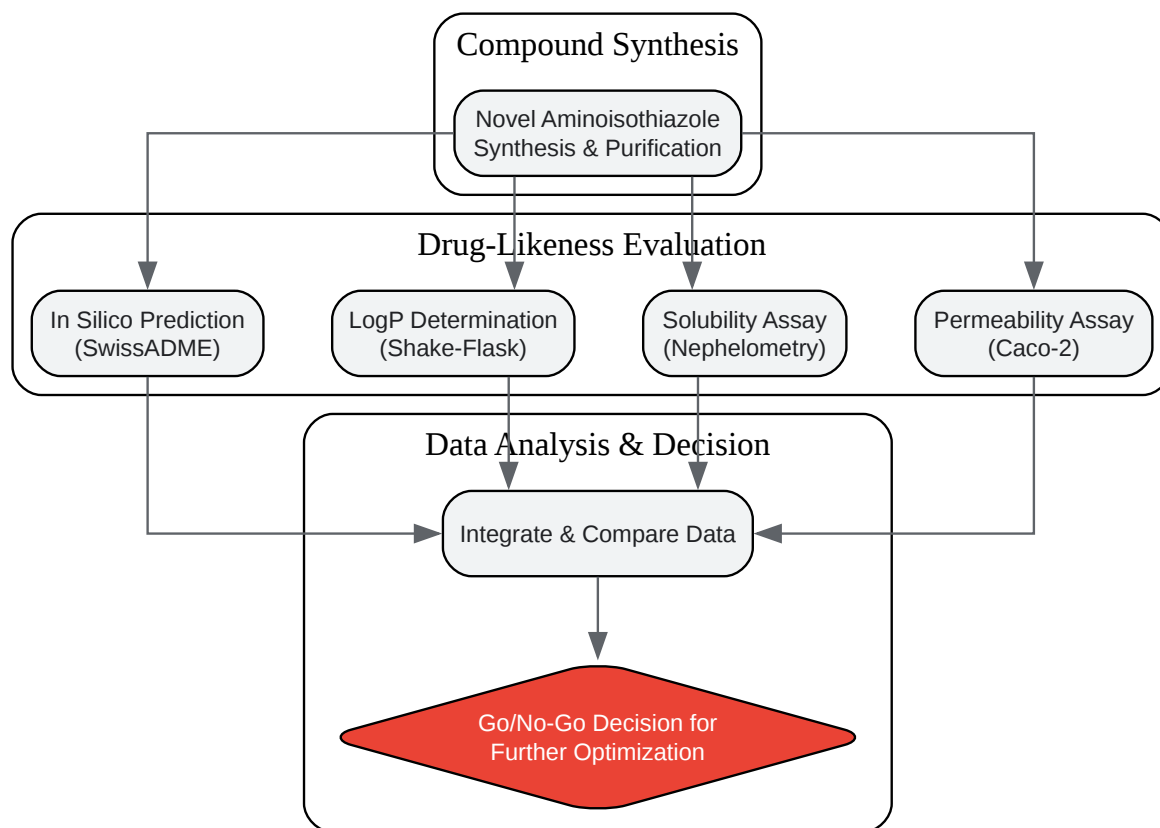 Compound Synthesis
Novel Aminoisothiazole
Synthesis & Purification
Drug-Likeness Evaluation
In Silico Prediction
(SwissADME)
LogP Determination
(Shake-Flask)
Solubility Assay
(Nephelometry)
Permeability Assay
(Caco-2)
Data Analysis & Decision
Integrate & Compare Data
Go/No-Go Decision for
Further Optimization